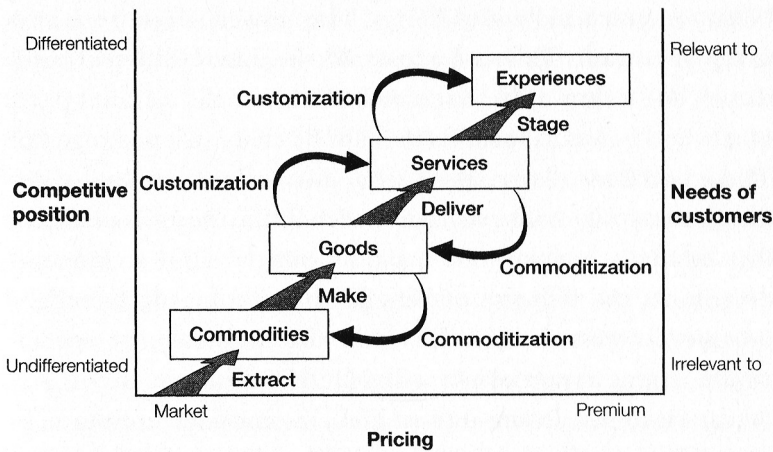 Differentiated
Relevant to
Experiences
Customization
Stage
Services
Customization
Competitive
position
Needs of
customers
Deliver
Goods
Commoditization
Make
Commodities
Commoditization
Undifferentiated
Irrelevant to
Extract
Market
Premium
Pricing